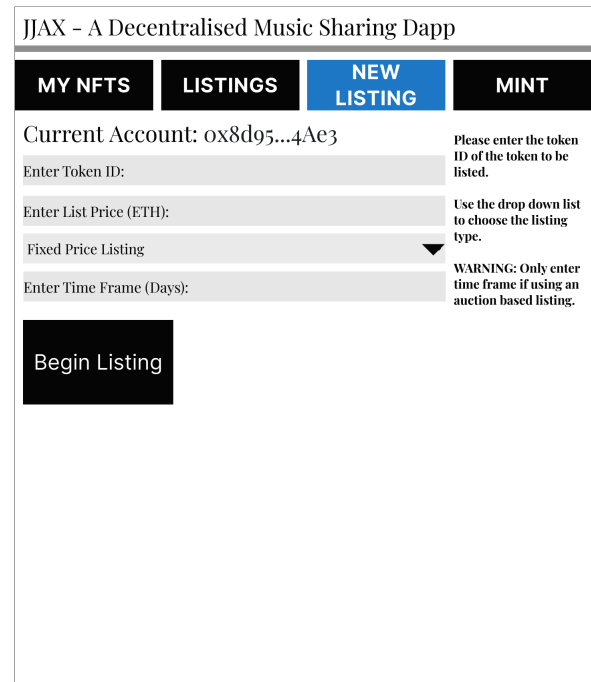 JJAX - A Decentralised Music Sharing Dapp
MY NFTS
LISTINGS
NEW
LISTING
MINT
Current Account: 0x8d95...4Ae3
Enter Token ID:
Enter List Price (ETH):
Fixed Price Listing
Enter Time Frame (Days):
Begin Listing
Please enter the token
ID of the token to be
listed.
Use the drop down list
to choose the listing
type.
WARNING: Only enter
time frame if using an
auction based listing.